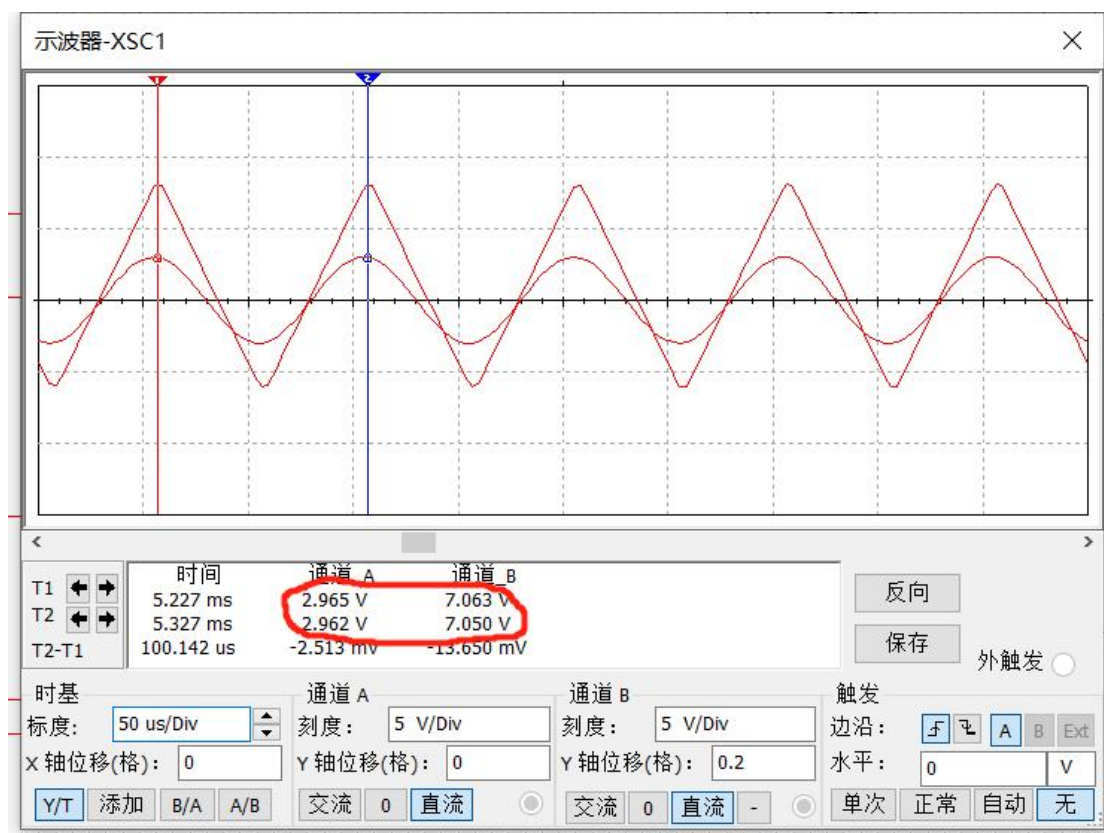 示波器-XSC1
1 2
时间 通道_A 通道_B
T1 5.227 ms 2.965 V 7.063 V
T2 5.327 ms 2.962 V 7.050 V
T2-T1 100.142 us -2.513 mV -13.650 mV
反向
保存
外触发
时基 通道 A 通道 B 触发
标度: 50 us/Div 刻度: 5 V/Div 刻度: 5 V/Div 边沿: A B Ext
X 轴位移(格): 0 Y 轴位移(格): 0 Y 轴位移(格): 0.2 水平: 0 V
Y/T 添加 B/A A/B 交流 0 直流 交流 0 直流 - 单次 正常 自动 无